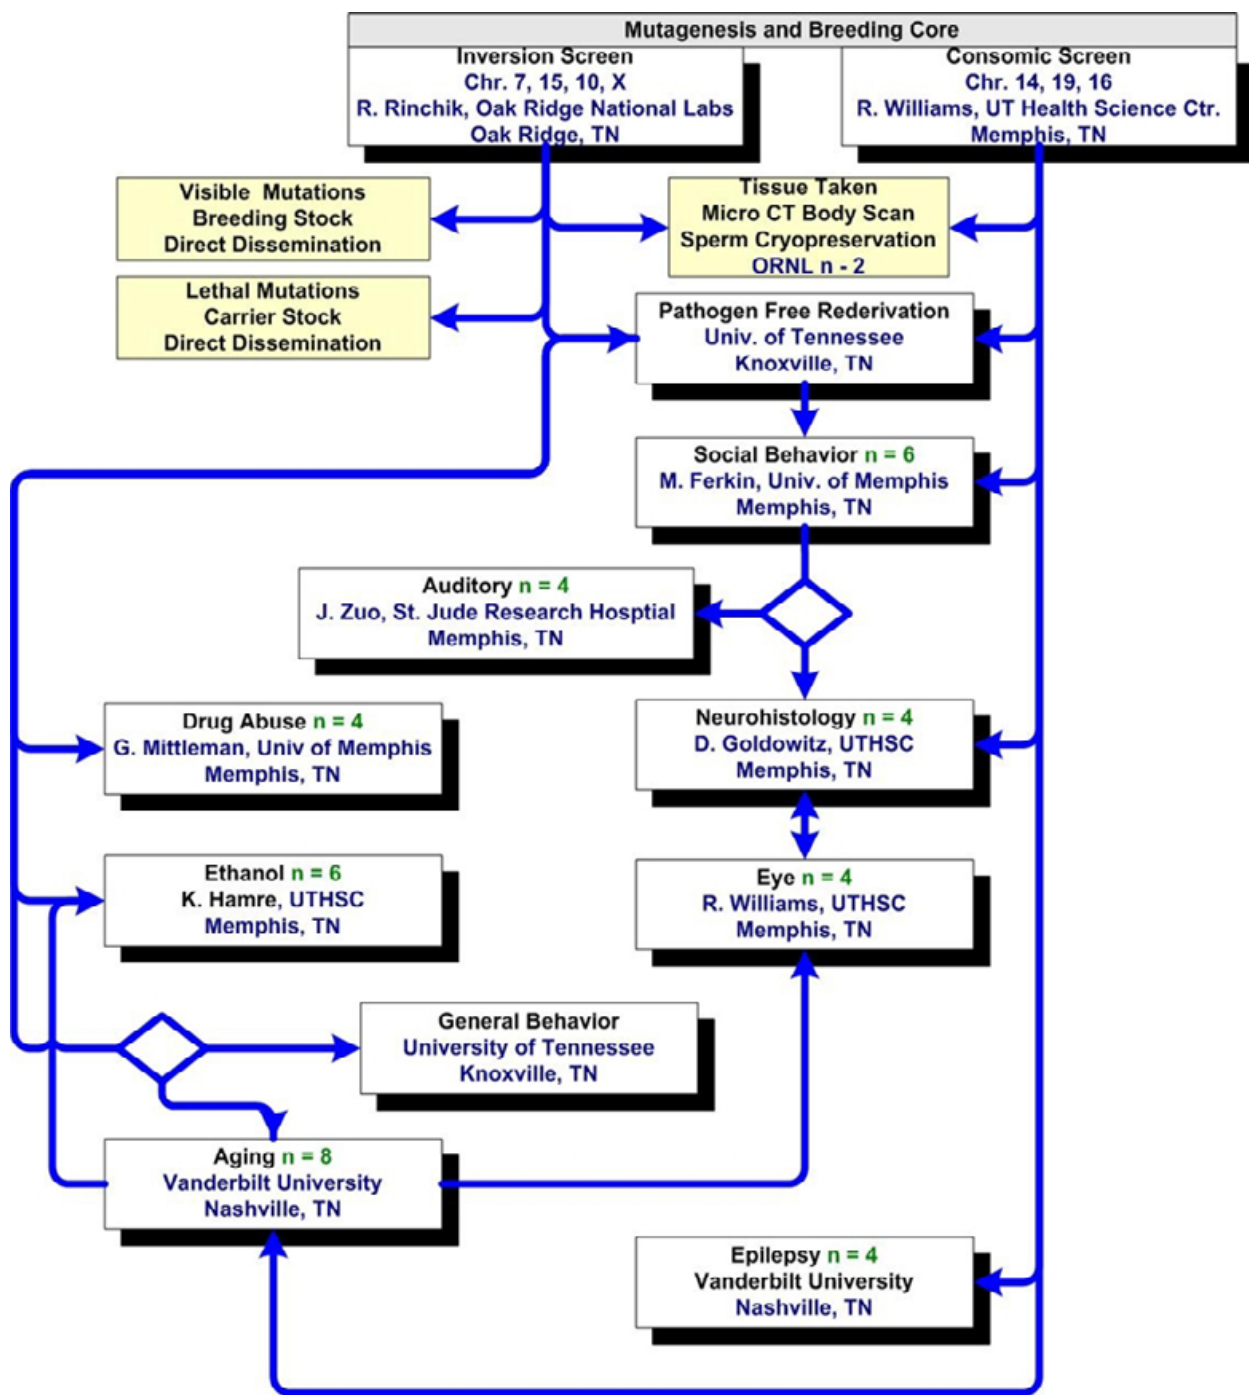 Mutagenesis and Breeding Core
Inversion Screen
Chr. 7, 15, 10, X
R. Rinchik, Oak Ridge National Labs
Oak Ridge, TN
Consomic Screen
Chr. 14, 19, 16
R. Williams, UT Health Science Ctr.
Memphis, TN
Visible Mutations
Breeding Stock
Direct Dissemination
Tissue Taken
Micro CT Body Scan
Sperm Cryopreservation
ORNL n - 2
Lethal Mutations
Carrier Stock
Direct Dissemination
Pathogen Free Rederivation
Univ. of Tennessee
Knoxville, TN
Social Behavior n = 6
M. Ferkin, Univ. of Memphis
Memphis, TN
Auditory n = 4
J. Zuo, St. Jude Research Hosptial
Memphis, TN
Drug Abuse n = 4
G. Mittleman, Univ of Memphis
Memphis, TN
Neurohistology n = 4
D. Goldowitz, UTHSC
Memphis, TN
Ethanol n = 6
K. Hamre, UTHSC
Memphis, TN
Eye n = 4
R. Williams, UTHSC
Memphis, TN
General Behavior
University of Tennessee
Knoxville, TN
Aging n = 8
Vanderbilt University
Nashville, TN
Epilepsy n = 4
Vanderbilt University
Nashville, TN